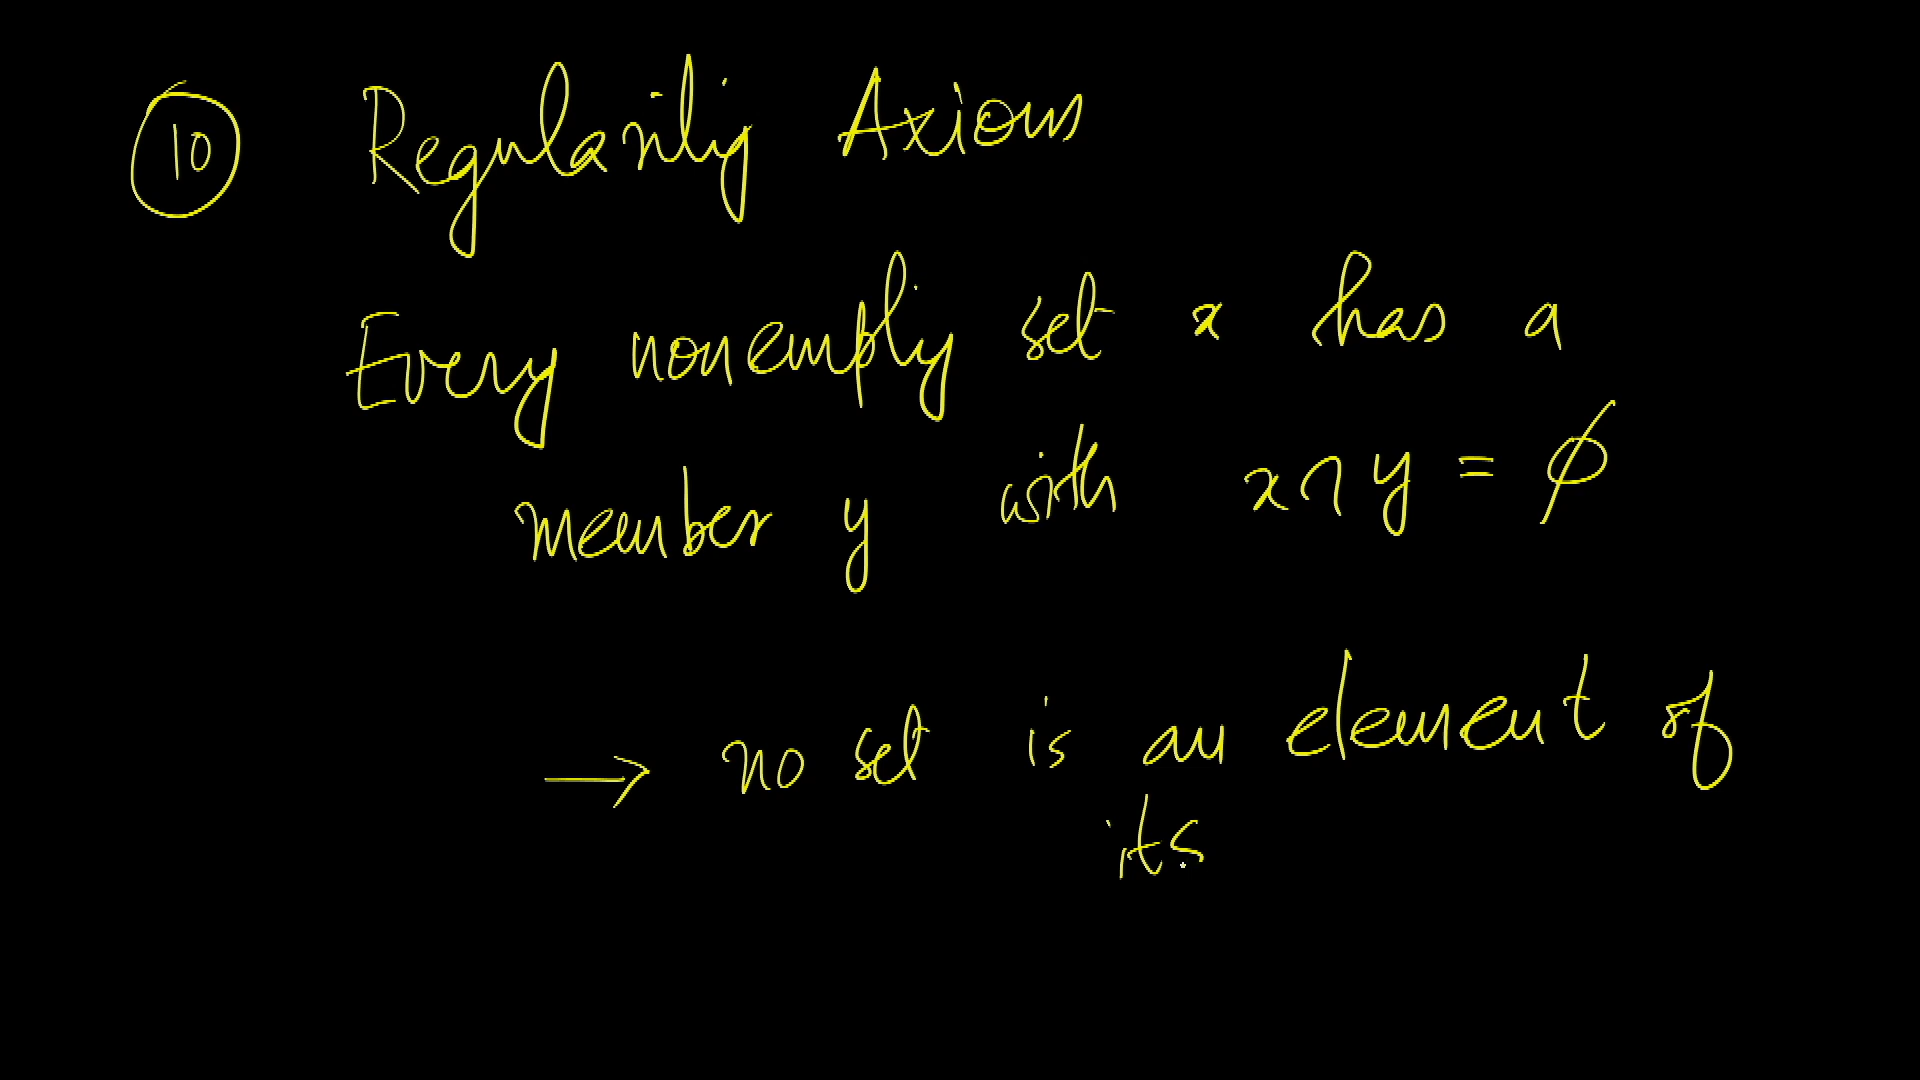 10 Regularity Axiom
Every nonempty set x has a
member y with x ∩ y = ϕ
→ no set is an element of
its